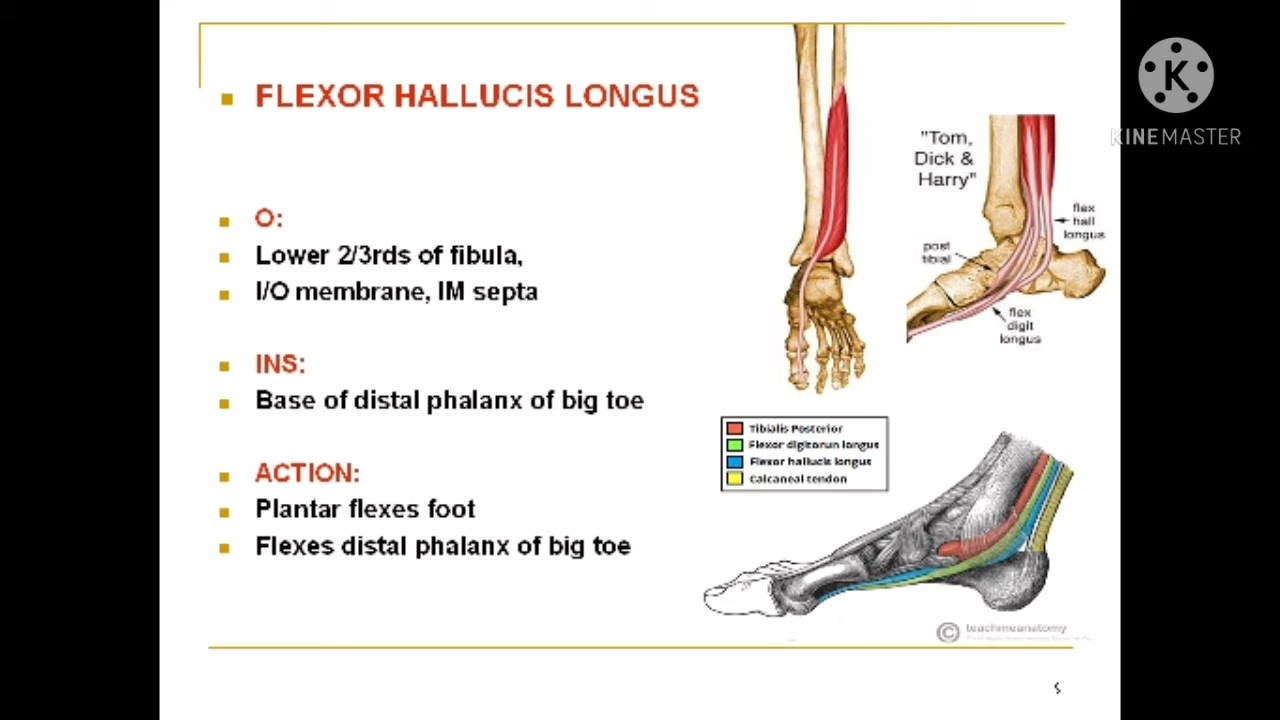 FLEXOR HALLUCIS LONGUS
O:
Lower 2/3rds of fibula,
I/O membrane, IM septa
INS:
Base of distal phalanx of big toe
ACTION:
Plantar flexes foot
Flexes distal phalanx of big toe
"Tom,
Dick &
Harry"
flex
hall
longus
post
tibial
flex
digit
longus
Tibialis Posterior
Flexor digitorun longus
Flexor hallucis longus
Calcaneal tendon
© teachmeanatomy
K
KINEMASTER